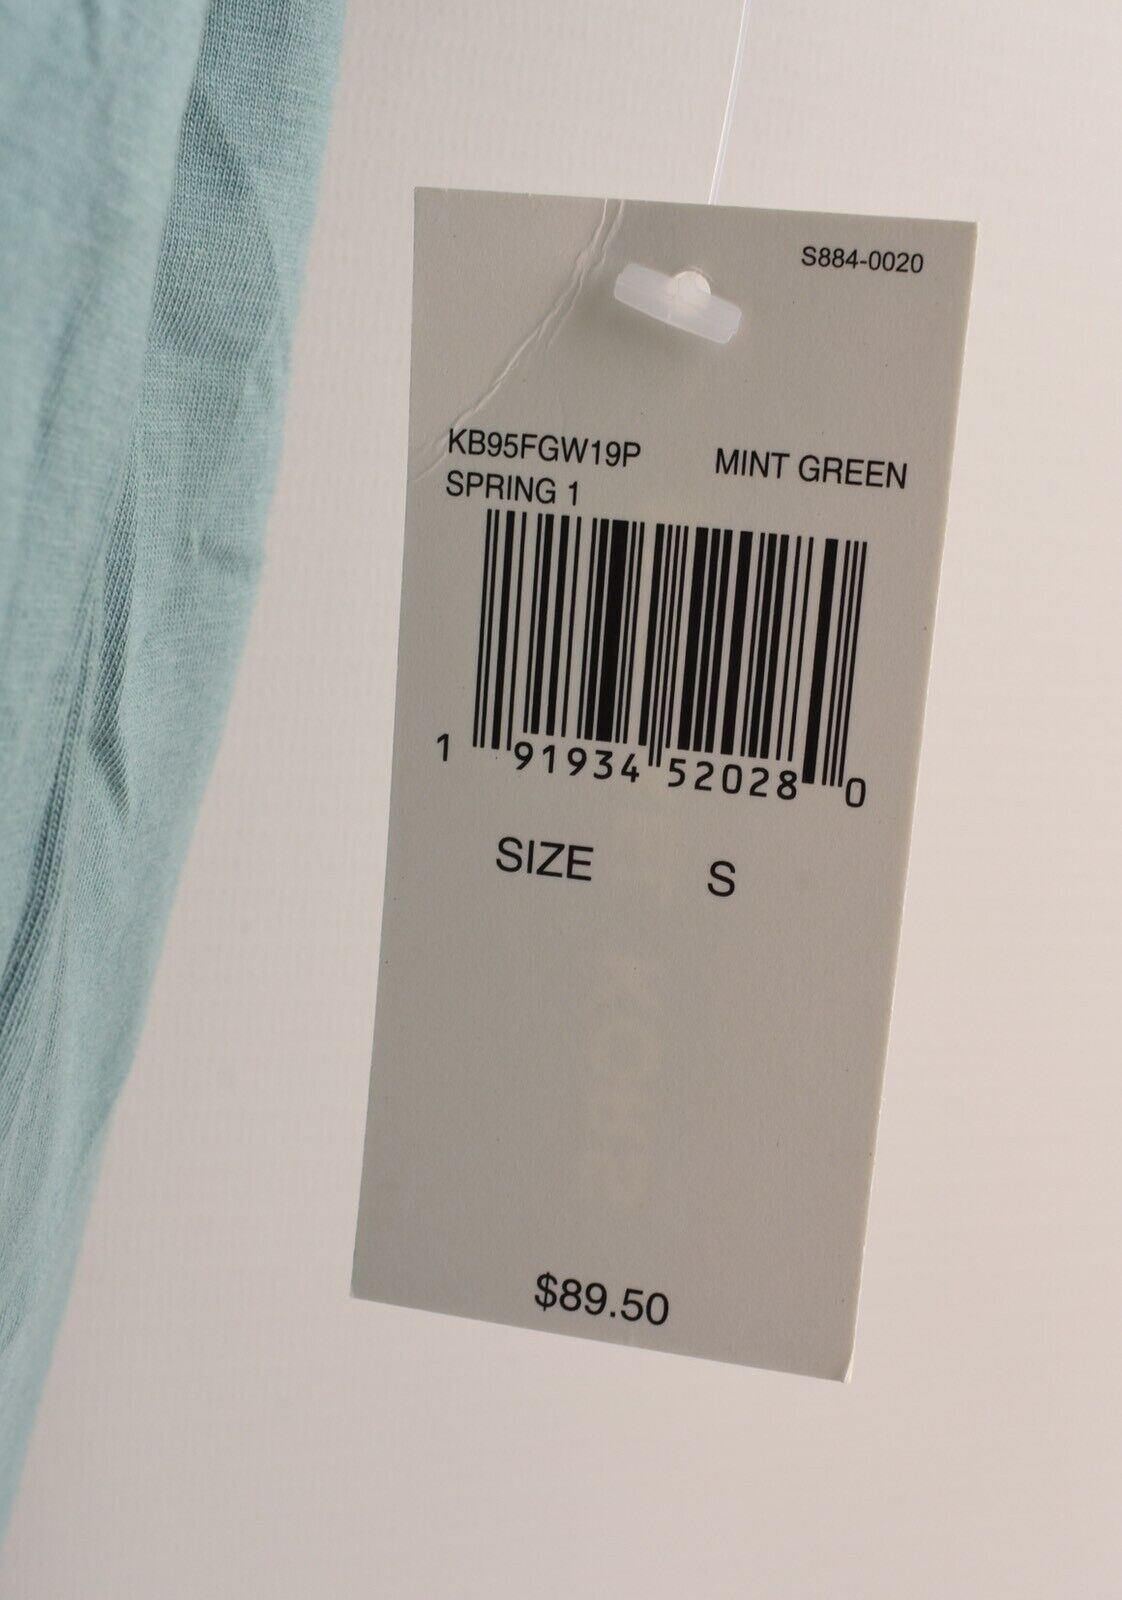 S884-0020
KB95FGW19P MINT GREEN
SPRING 1
1 91934 52028 0
SIZE S
$89.50